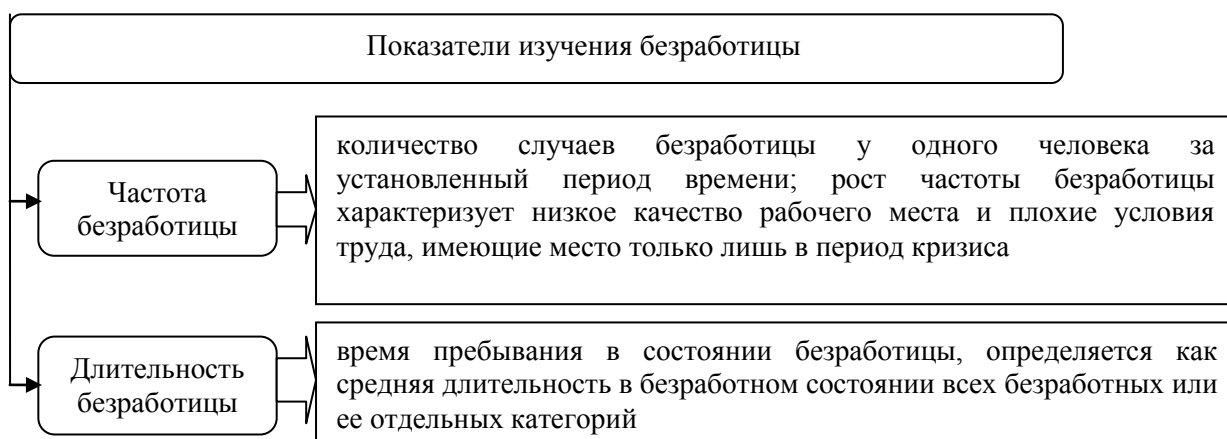 Показатели изучения безработицы
Частота
безработицы
количество случаев безработицы у одного человека за
установленный период времени; рост частоты безработицы
характеризует низкое качество рабочего места и плохие условия
труда, имеющие место только лишь в период кризиса
Длительность
безработицы
время пребывания в состоянии безработицы, определяется как
средняя длительность в безработном состоянии всех безработных или
ее отдельных категорий